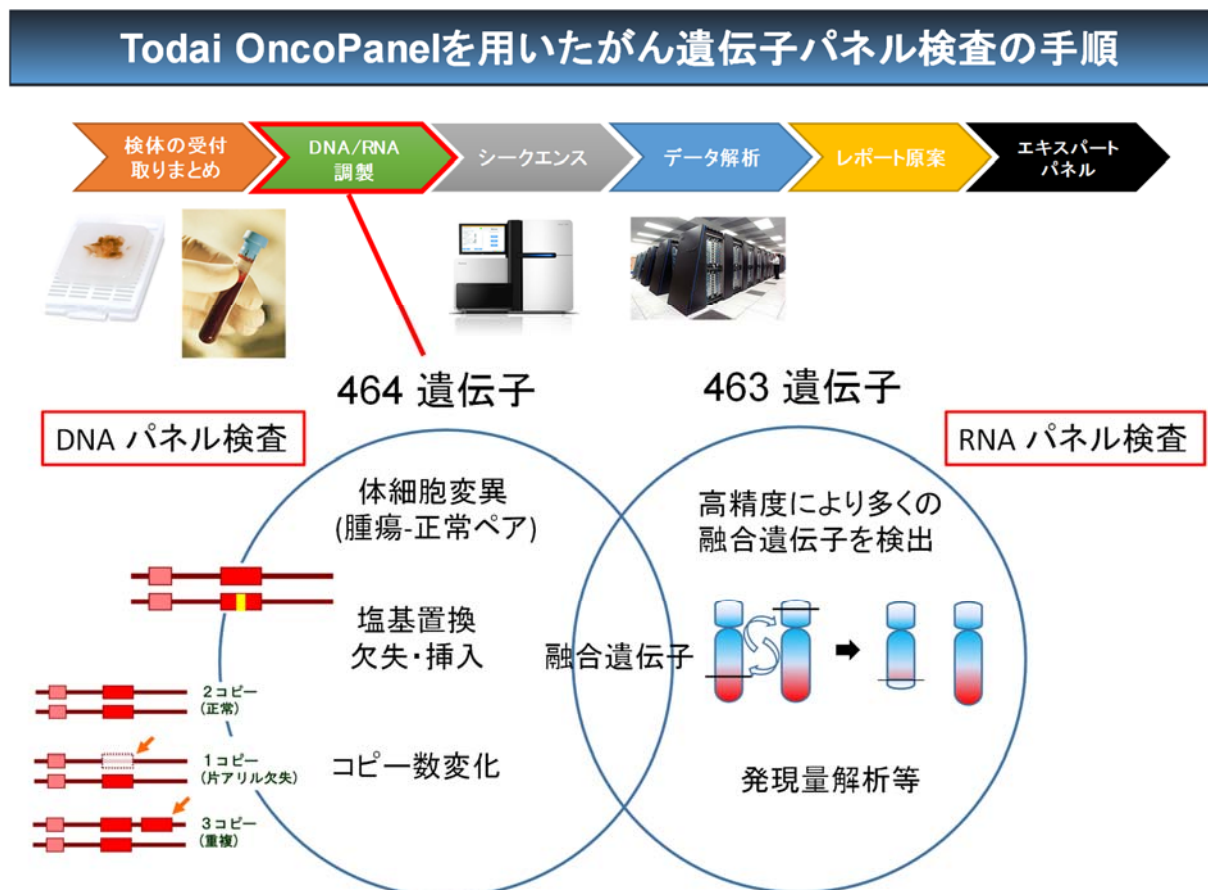 Todai OncoPanelを用いたがん遺伝子パネル検査の手順
検体の受付
取りまとめ
DNA/RNA
調製
シークエンス
データ解析
レポート原案
エキスパート
パネル
464 遺伝子
463 遺伝子
DNA パネル検査
RNA パネル検査
体細胞変異
(腫瘍-正常ペア)
高精度により多くの
融合遺伝子を検出
塩基置換
欠失・挿入
融合遺伝子
2コピー
(正常)
1コピー
(片アリル欠失)
コピー数変化
発現量解析等
3コピー
(重複)